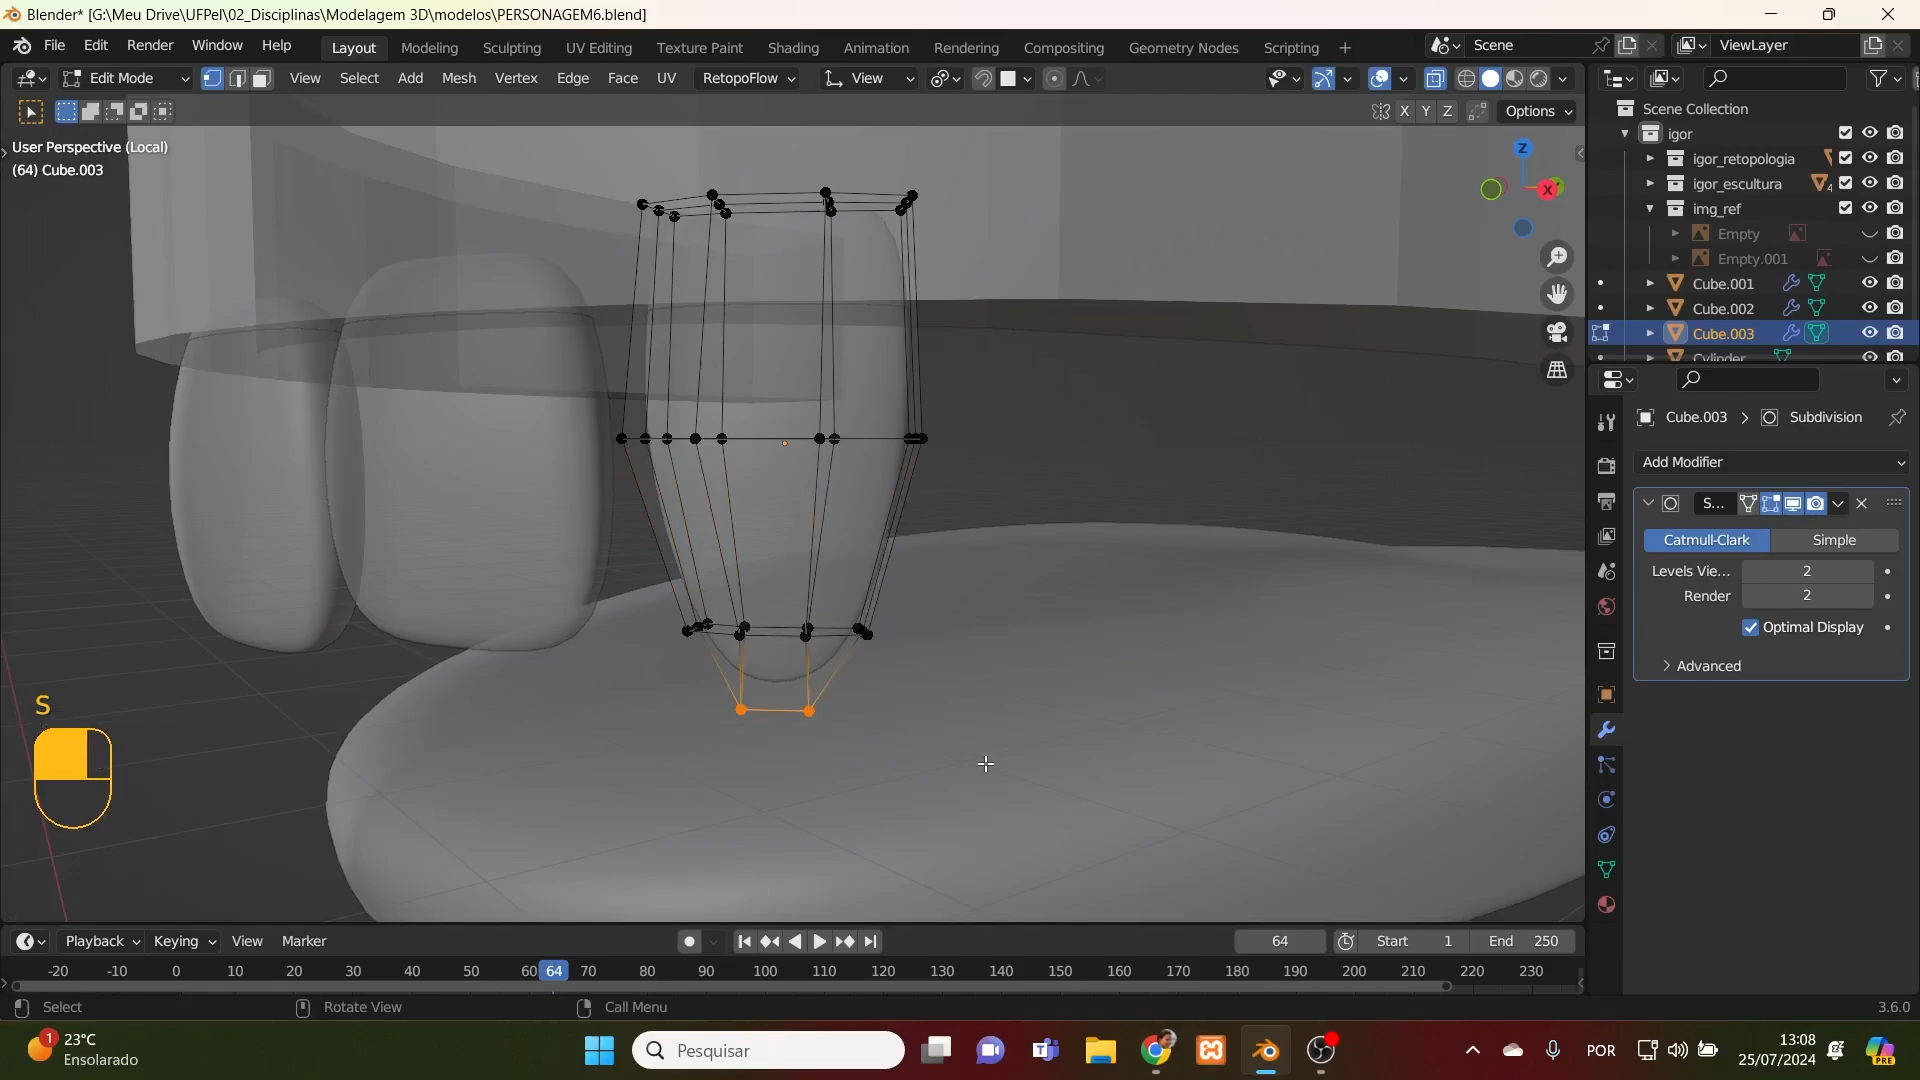 Blender* [G:\Meu Drive\UFPel\02_Disciplinas\Modelagem 3D\modelos\PERSONAGEM6.blend]
File Edit Render Window Help Layout Modeling Sculpting UV Editing Texture Paint Shading Animation Rendering Compositing Geometry Nodes Scripting + Scene ViewLayer
Edit Mode View Select Add Mesh Vertex Edge Face UV RetopoFlow View
X Y Z Options
User Perspective (Local)
(64) Cube.003
Z
X
Scene Collection
igor
igor_retopologia
igor_escultura 4
img_ref
Empty
Empty.001
Cube.001
Cube.002
Cube.003
Cylinder
Cube.003 Subdivision
Add Modifier
S...
Catmull-Clark Simple
Levels Vie... 2
Render 2
Optimal Display
Advanced
S
Playback Keying View Marker 64 Start 1 End 250
-20 -10 0 10 20 30 40 50 60 64 70 80 90 100 110 120 130 140 150 160 170 180 190 200 210 220 230
Select Rotate View Call Menu 3.6.0
1 23°C
Ensolarado
Pesquisar
POR
13:08
25/07/2024
PRE